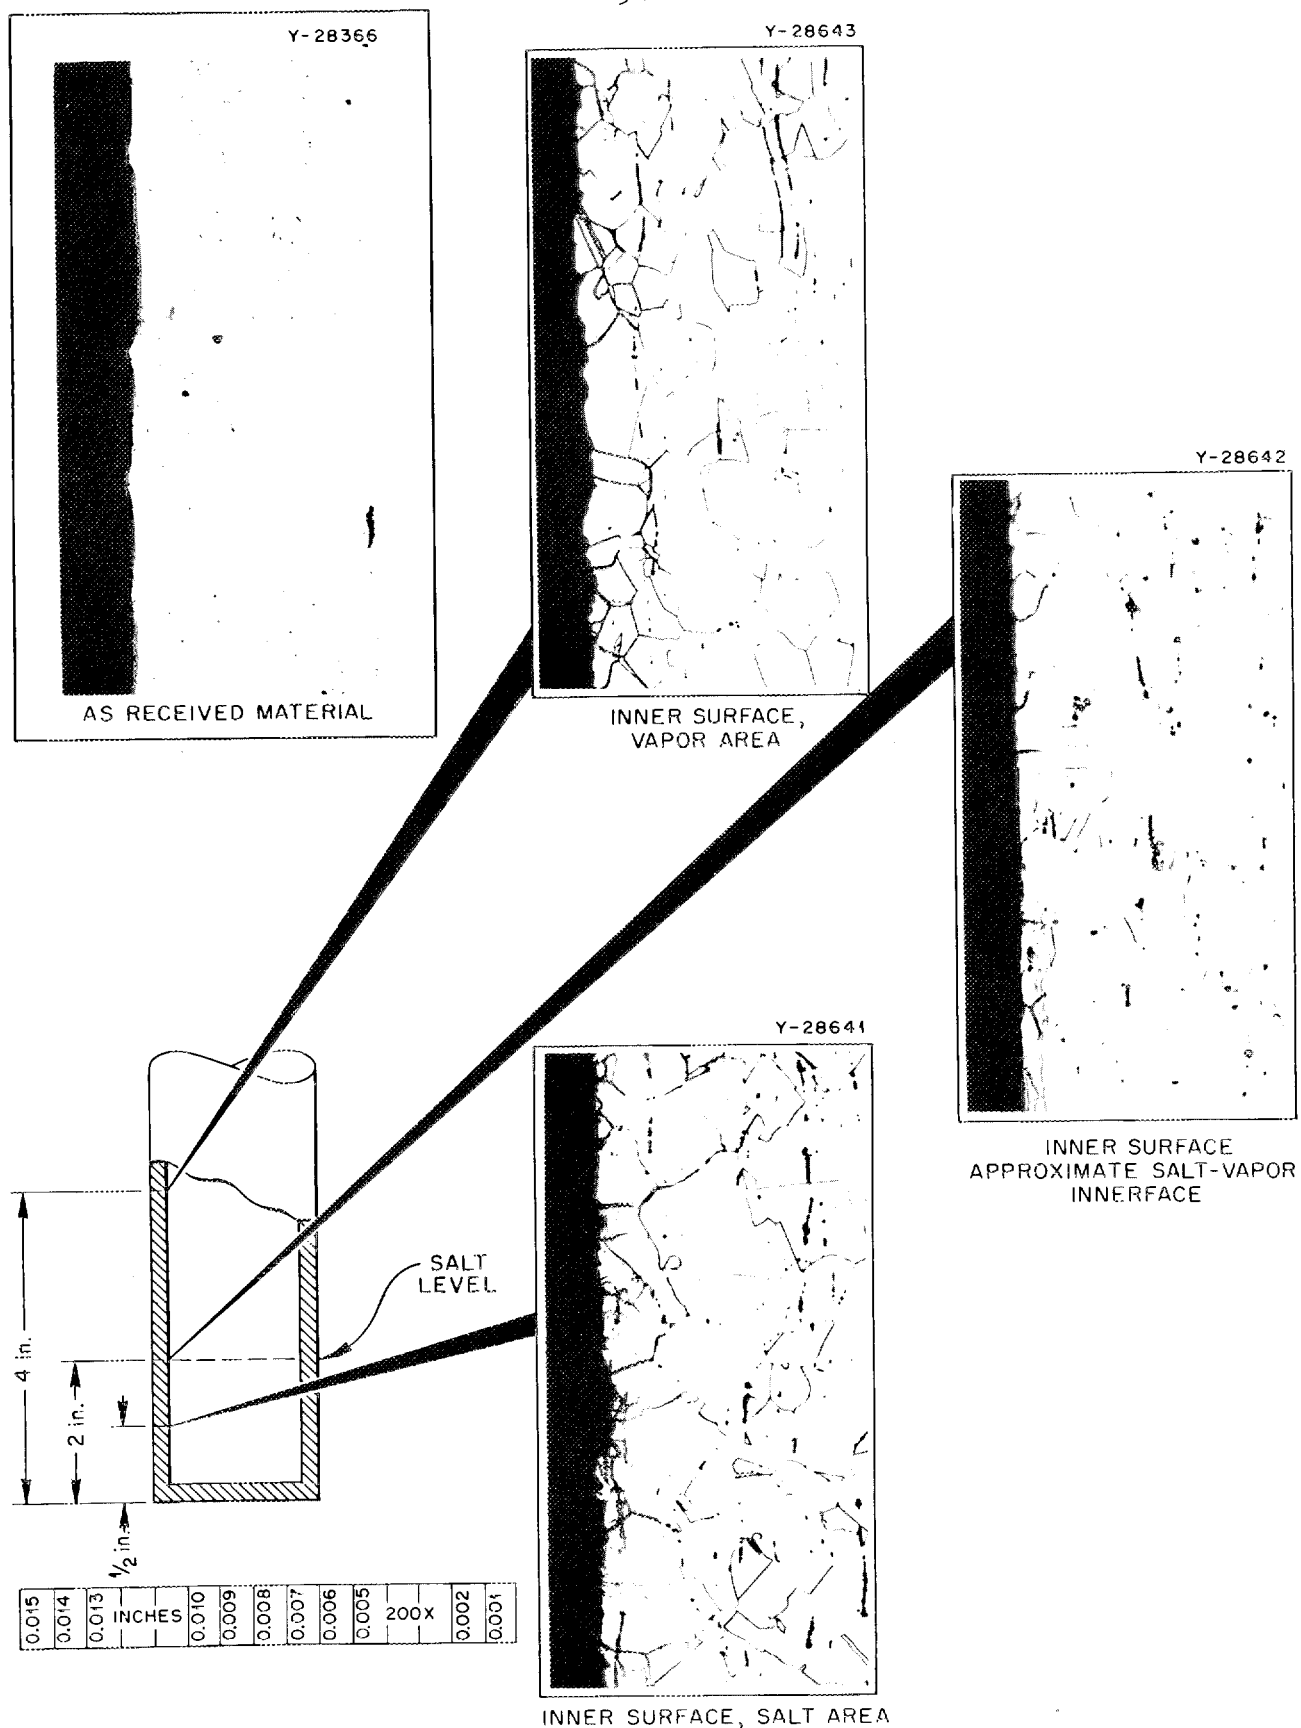 Y-28366
AS RECEIVED MATERIAL
Y-28643
INNER SURFACE,
VAPOR AREA
Y-28642
INNER SURFACE
APPROXIMATE SALT-VAPOR
INNERFACE
Y-28641
INNER SURFACE, SALT AREA
SALT
LEVEL
4 in.
2 in.
1/2 in.
0.015 0.014 0.013 INCHES 0.010 0.009 0.008 0.007 0.006 0.005 200X 0.002 0.001